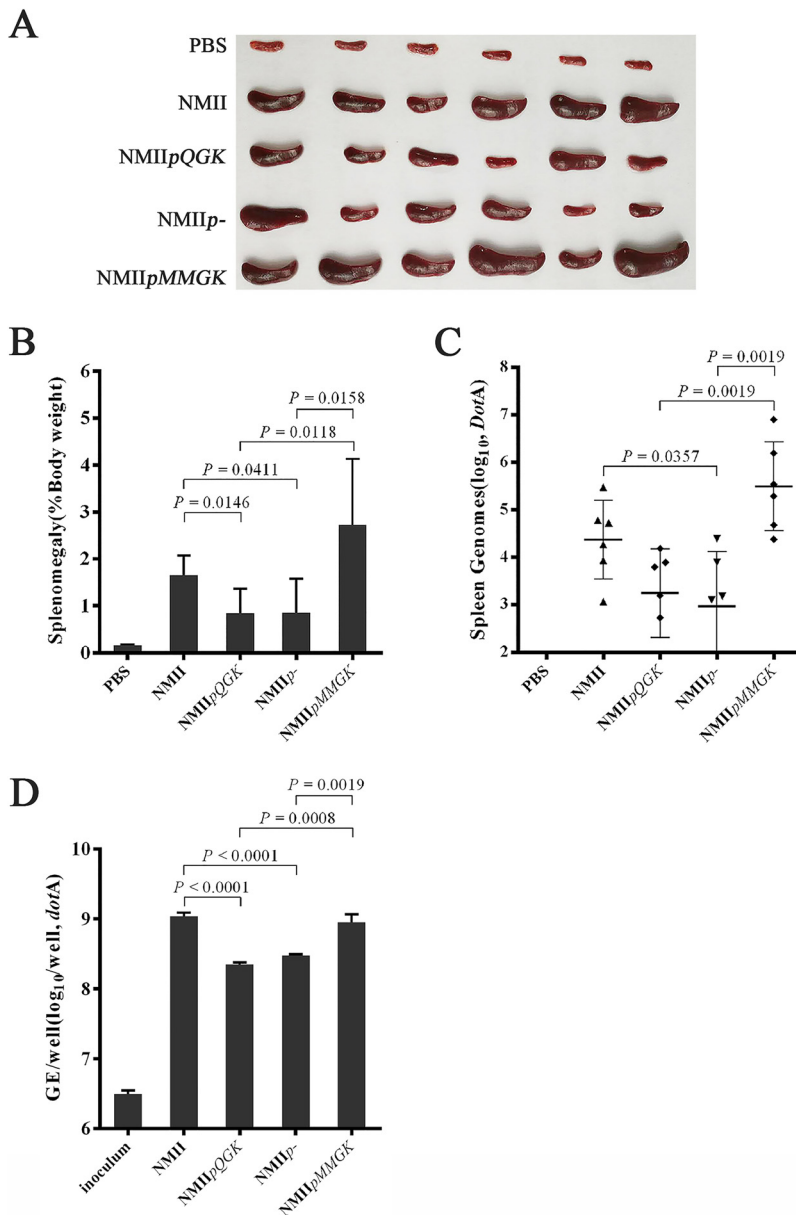 A
PBS
NMII
NMIIpQGK
NMIIp-
NMIIpMMGK
B
Splenomegaly(%Body weight)
6
5
4
3
2
1
0
P = 0.0158
P = 0.0118
P = 0.0411
P = 0.0146
PBS
NMII
NMIIpQGK
NMIIp-
NMIIpMMGK
C
Spleen Genomes(log10, DotA)
8
7
6
5
4
3
2
P = 0.0019
P = 0.0019
P = 0.0357
PBS
NMII
NMIIpQGK
NMIIp-
NMIIpMMGK
D
GE/well(log10/well, dotA)
10
9
8
7
6
P = 0.0019
P = 0.0008
P < 0.0001
P < 0.0001
inoculum
NMII
NMIIpQGK
NMIIp-
NMIIpMMGK